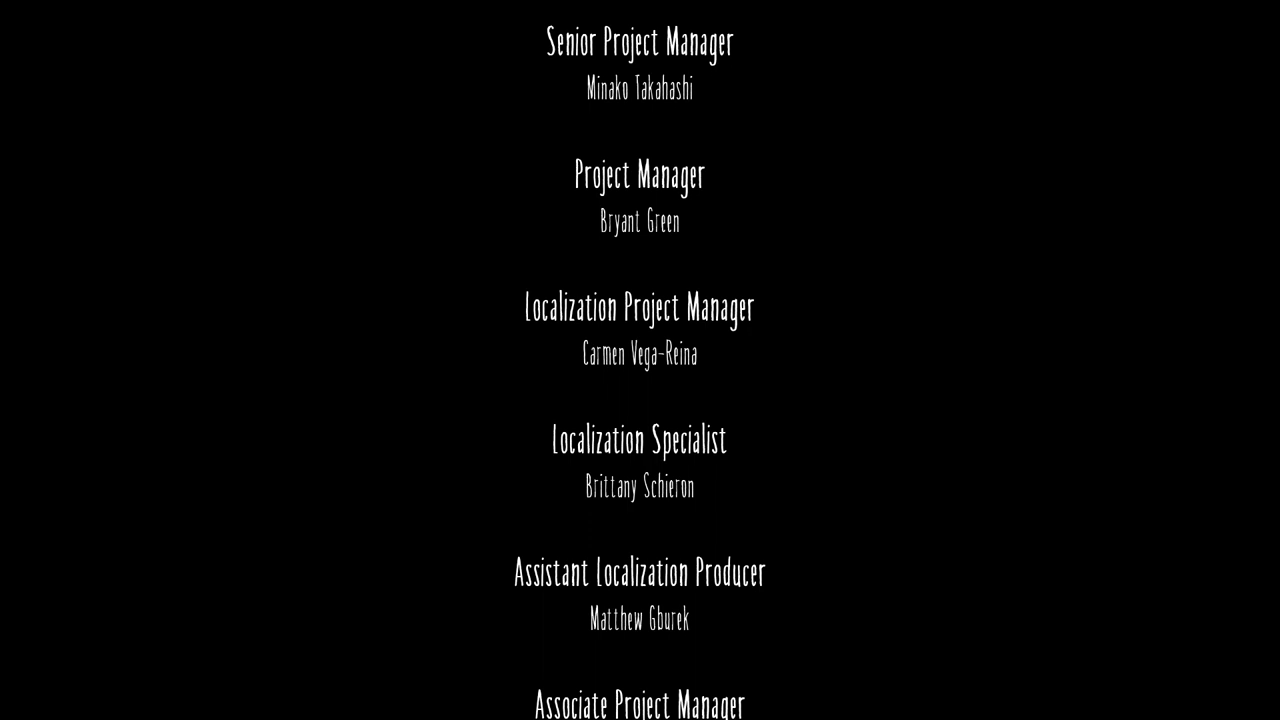 Senior Project Manager
Minako Takahashi
Project Manager
Bryant Green
Localization Project Manager
Carmen Vega-Reina
Localization Specialist
Brittany Schieron
Assistant Localization Producer
Matthew Gburek
Associate Project Manager